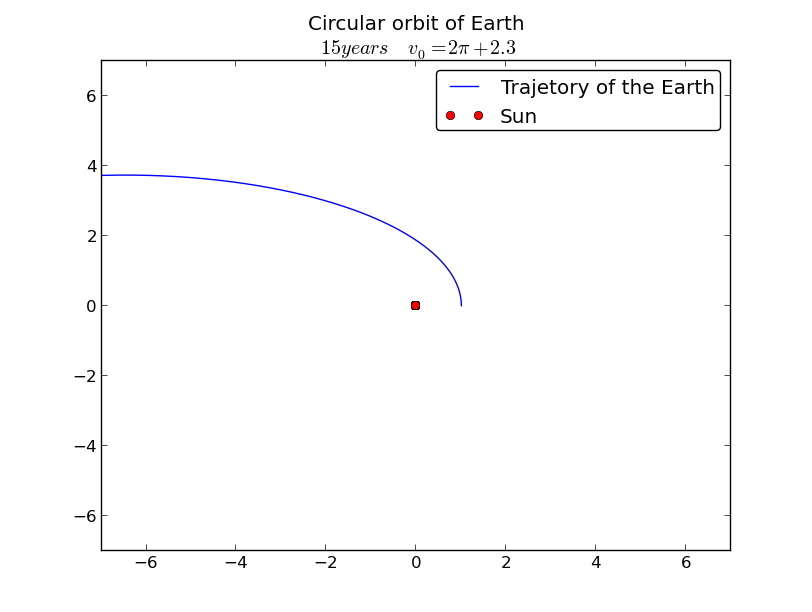 Circular orbit of Earth
15years v₀ = 2π + 2.3
Trajetory of the Earth
Sun
6
4
2
0
−2
−4
−6
−6 −4 −2 0 2 4 6